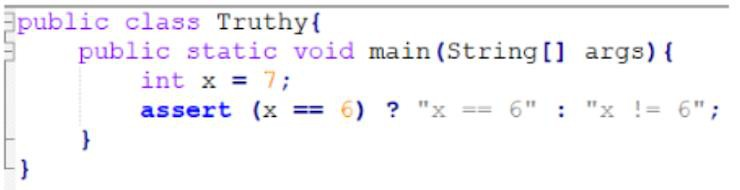 public class Truthy{
public static void main(String[] args){
int x = 7;
assert (x == 6) ? "x == 6" : "x != 6";
}
}